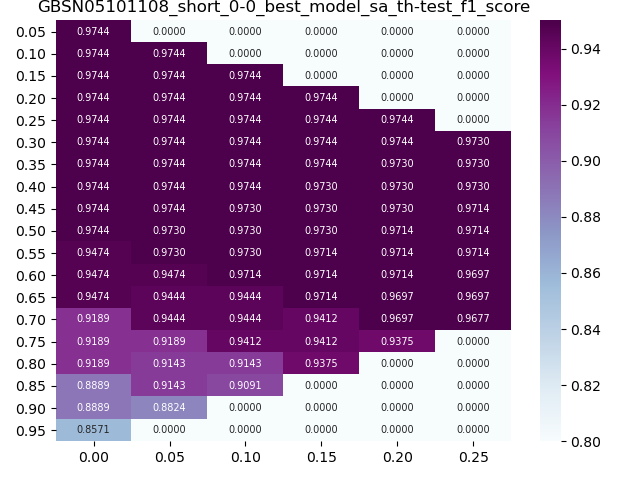 GBSN05101108_short_0-0_best_model_sa_th-test_f1_score
0.05 0.9744 0.0000 0.0000 0.0000 0.0000 0.0000
0.10 0.9744 0.9744 0.0000 0.0000 0.0000 0.0000
0.15 0.9744 0.9744 0.9744 0.0000 0.0000 0.0000
0.20 0.9744 0.9744 0.9744 0.9744 0.0000 0.0000
0.25 0.9744 0.9744 0.9744 0.9744 0.9744 0.0000
0.30 0.9744 0.9744 0.9744 0.9744 0.9744 0.9730
0.35 0.9744 0.9744 0.9744 0.9744 0.9730 0.9730
0.40 0.9744 0.9744 0.9744 0.9730 0.9730 0.9730
0.45 0.9744 0.9744 0.9730 0.9730 0.9730 0.9714
0.50 0.9744 0.9730 0.9730 0.9730 0.9714 0.9714
0.55 0.9474 0.9730 0.9730 0.9714 0.9714 0.9714
0.60 0.9474 0.9474 0.9714 0.9714 0.9714 0.9697
0.65 0.9474 0.9444 0.9444 0.9714 0.9697 0.9697
0.70 0.9189 0.9444 0.9444 0.9412 0.9697 0.9677
0.75 0.9189 0.9189 0.9412 0.9412 0.9375 0.0000
0.80 0.9189 0.9143 0.9143 0.9375 0.0000 0.0000
0.85 0.8889 0.9143 0.9091 0.0000 0.0000 0.0000
0.90 0.8889 0.8824 0.0000 0.0000 0.0000 0.0000
0.95 0.8571 0.0000 0.0000 0.0000 0.0000 0.0000
0.00 0.05 0.10 0.15 0.20 0.25
0.94
0.92
0.90
0.88
0.86
0.84
0.82
0.80